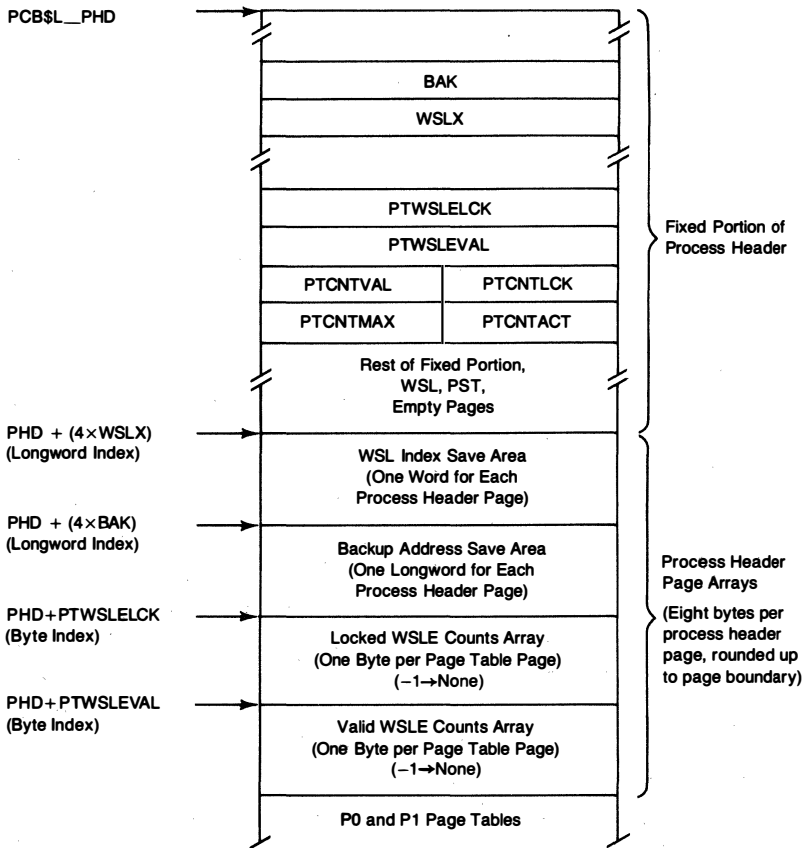 PCB$L__PHD
BAK
WSLX
PTWSLELCK
PTWSLEVAL
PTCNTVAL
PTCNTLCK
PTCNTMAX
PTCNTACT
Rest of Fixed Portion,
WSL, PST,
Empty Pages
Fixed Portion of
Process Header
PHD + (4×WSLX)
(Longword Index)
WSL Index Save Area
(One Word for Each
Process Header Page)
PHD + (4×BAK)
(Longword Index)
Backup Address Save Area
(One Longword for Each
Process Header Page)
PHD+PTWSLELCK
(Byte Index)
Locked WSLE Counts Array
(One Byte per Page Table Page)
(−1→None)
PHD+PTWSLEVAL
(Byte Index)
Valid WSLE Counts Array
(One Byte per Page Table Page)
(−1→None)
Process Header
Page Arrays
(Eight bytes per
process header
page, rounded up
to page boundary)
P0 and P1 Page Tables